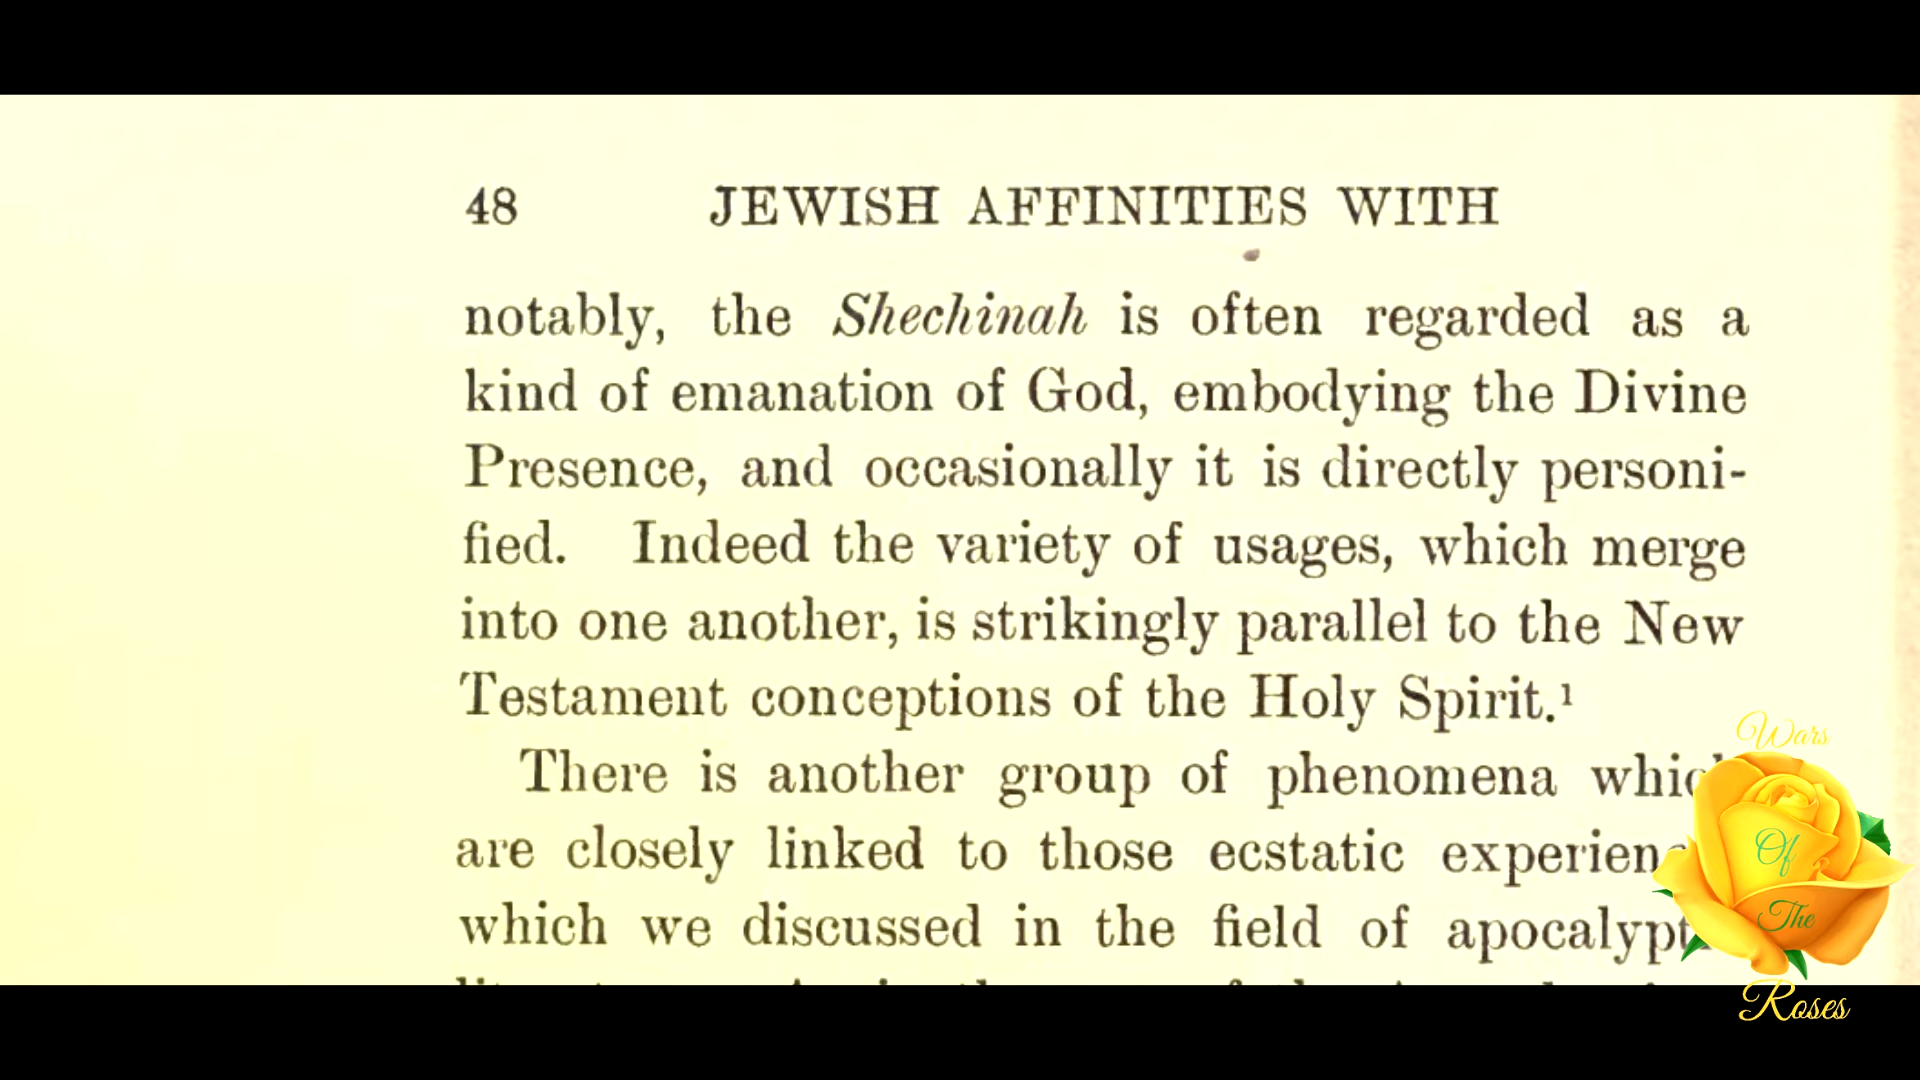 48 JEWISH AFFINITIES WITH
notably, the Shechinah is often regarded as a
kind of emanation of God, embodying the Divine
Presence, and occasionally it is directly personi-
fied. Indeed the variety of usages, which merge
into one another, is strikingly parallel to the New
Testament conceptions of the Holy Spirit.¹
There is another group of phenomena
are closely linked to those ecstatic
which we discussed in the field of
Wars
Of
The
Roses